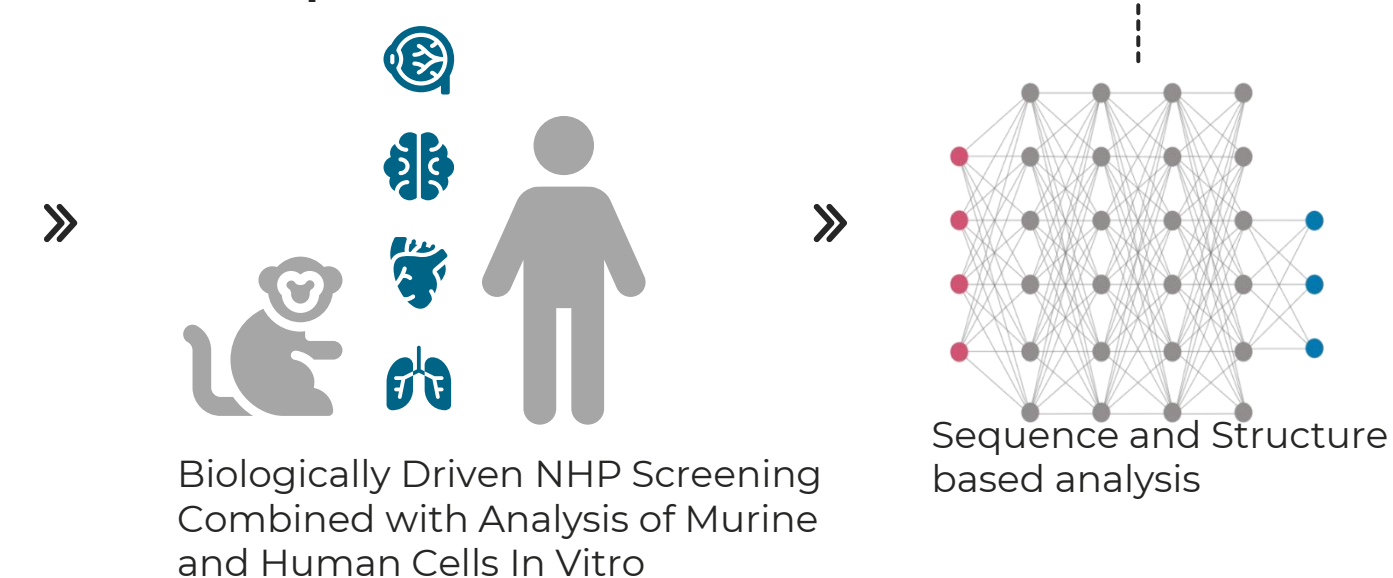 Biologically Driven NHP Screening
Combined with Analysis of Murine
and Human Cells In Vitro
Sequence and Structure
based analysis